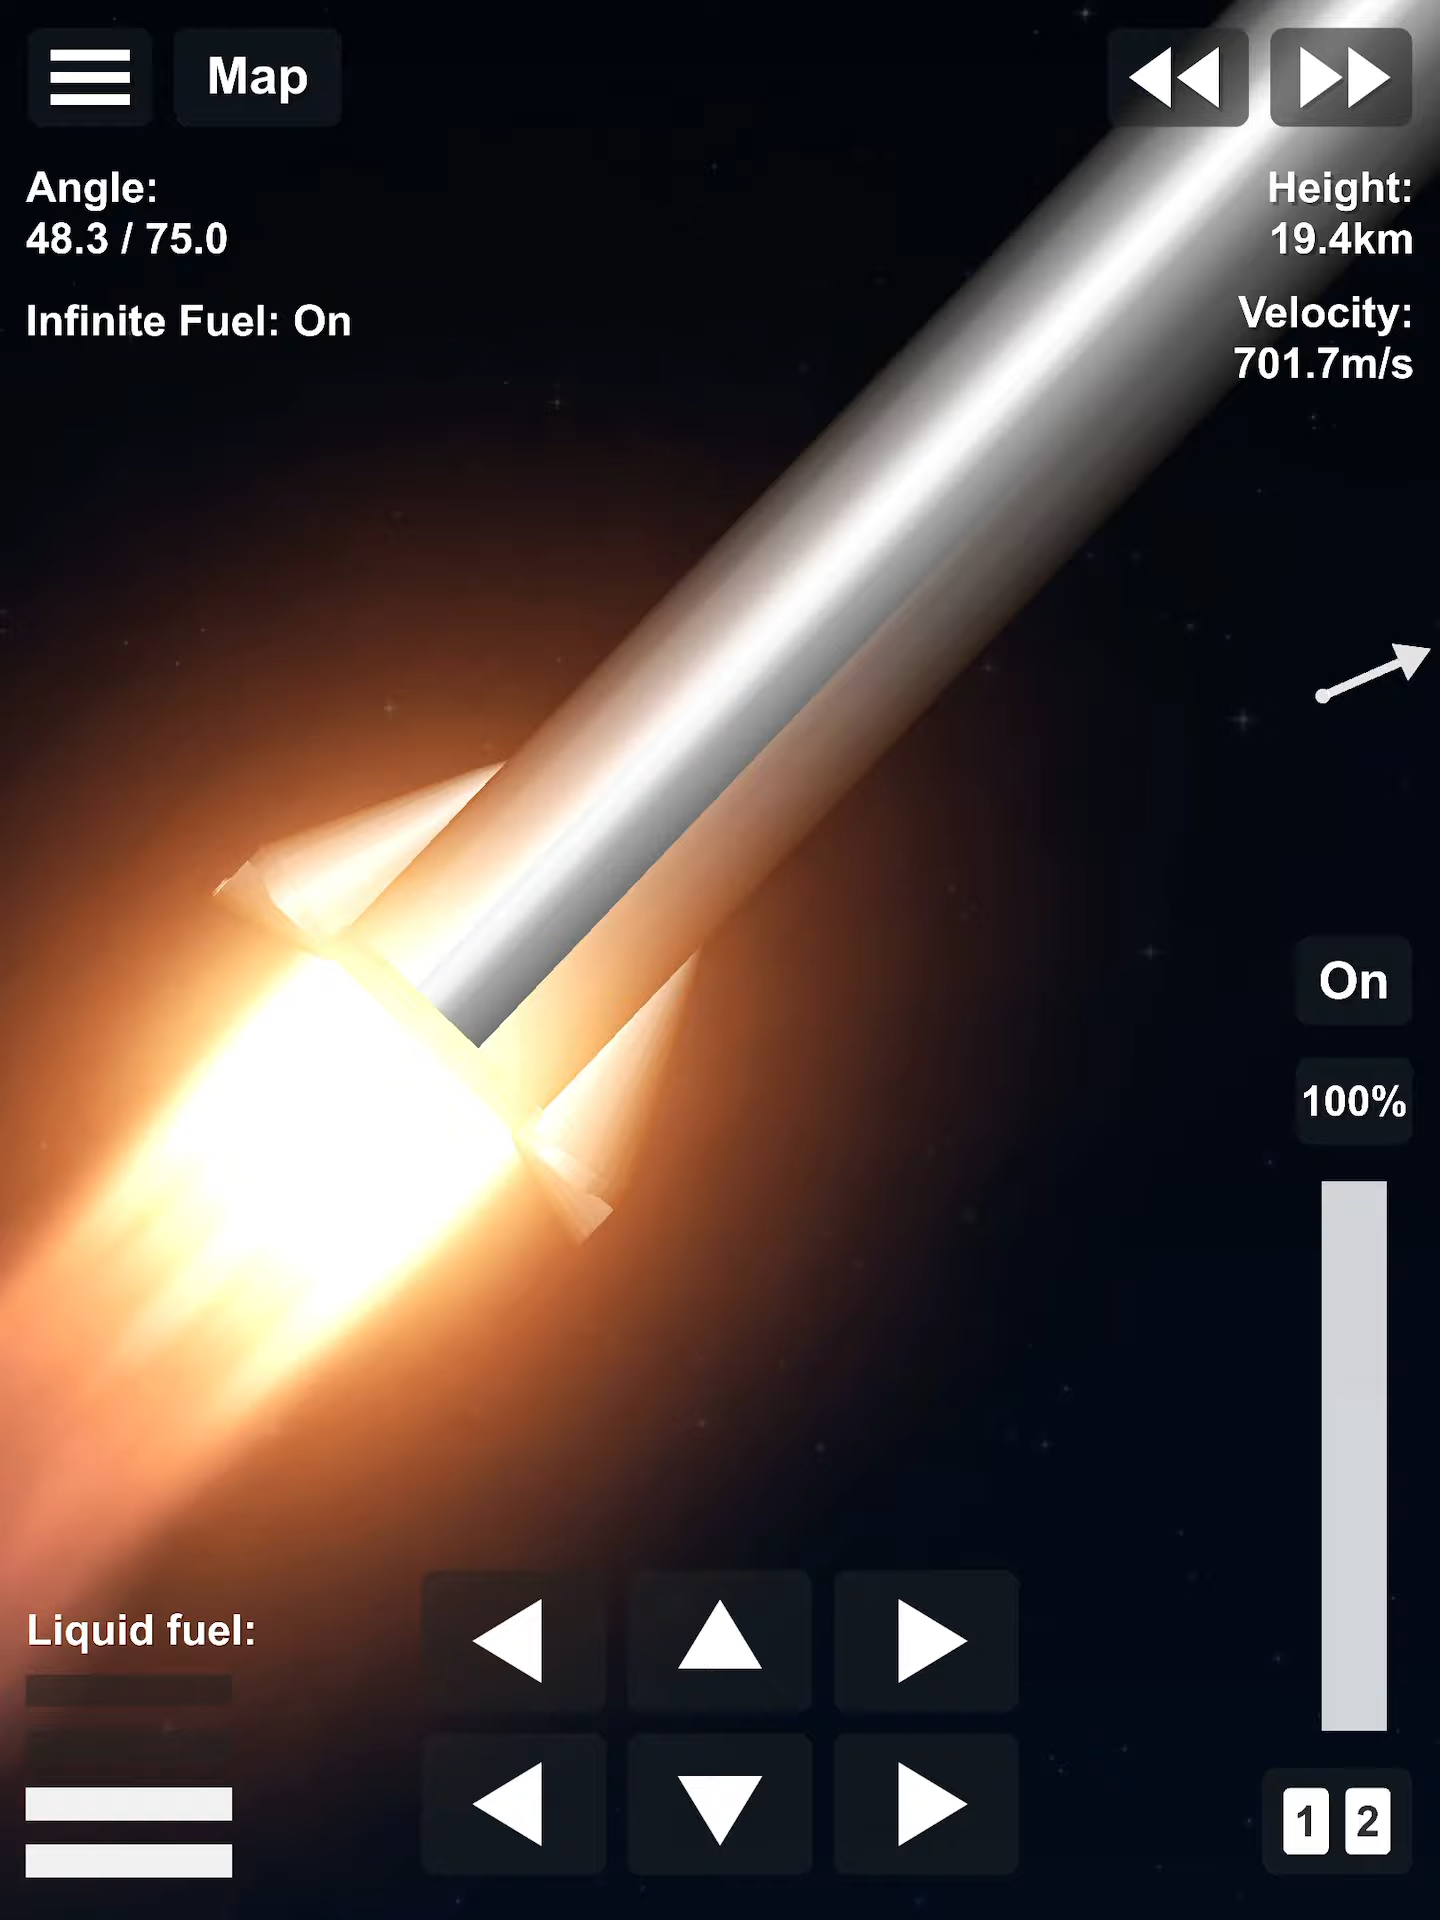 Map
Angle:
48.3 / 75.0
Infinite Fuel: On
Height:
19.4km
Velocity:
701.7m/s
On
100%
Liquid fuel:
1 2